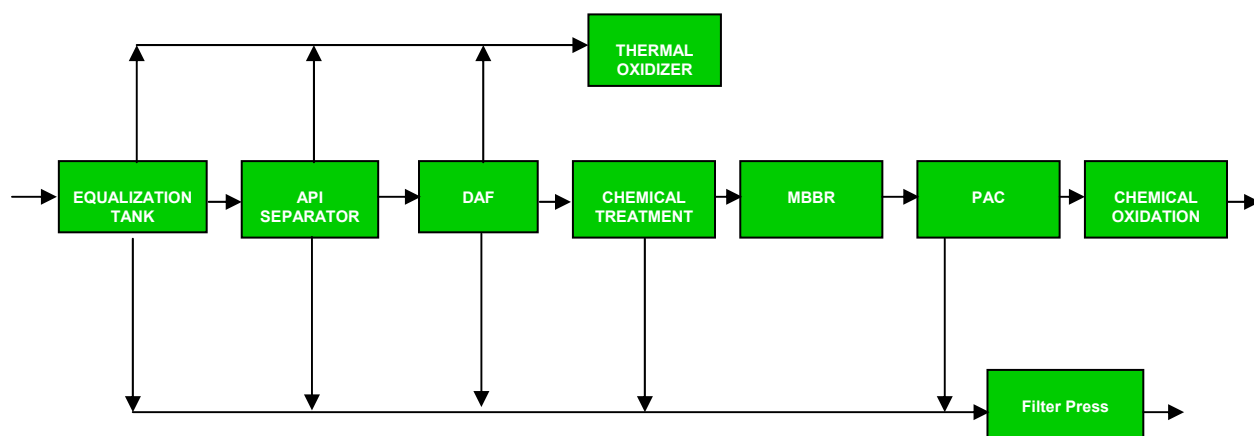 THERMAL
OXIDIZER
EQUALIZATION
TANK
API
SEPARATOR
DAF
CHEMICAL
TREATMENT
MBBR
PAC
CHEMICAL
OXIDATION
Filter Press